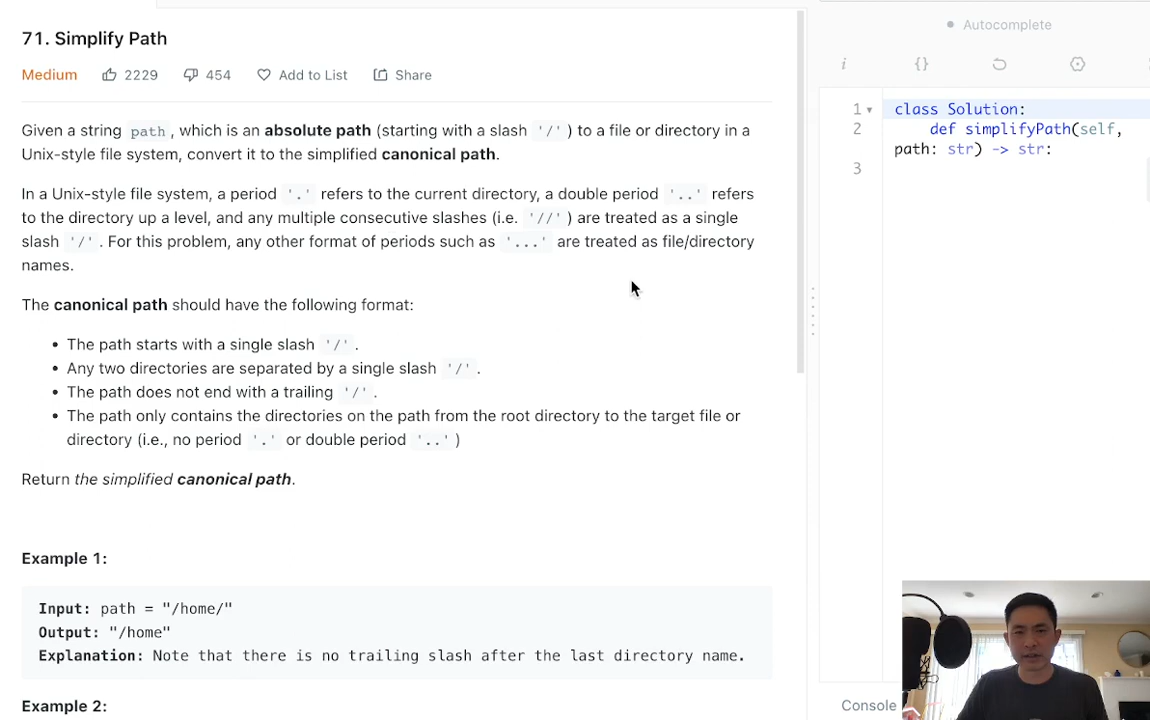 71. Simplify Path
Medium 2229 454 Add to List Share
Given a string path, which is an absolute path (starting with a slash '/') to a file or directory in a
Unix-style file system, convert it to the simplified canonical path.
In a Unix-style file system, a period '.' refers to the current directory, a double period '..' refers
to the directory up a level, and any multiple consecutive slashes (i.e. '//') are treated as a single
slash '/'. For this problem, any other format of periods such as '...' are treated as file/directory
names.
The canonical path should have the following format:
• The path starts with a single slash '/'.
• Any two directories are separated by a single slash '/'.
• The path does not end with a trailing '/'.
• The path only contains the directories on the path from the root directory to the target file or
directory (i.e., no period '.' or double period '..')
Return the simplified canonical path.
Example 1:
Input: path = "/home/"
Output: "/home"
Explanation: Note that there is no trailing slash after the last directory name.
Example 2:
Autocomplete
i {}
1 class Solution:
2 def simplifyPath(self,
path: str) -> str:
3
Console